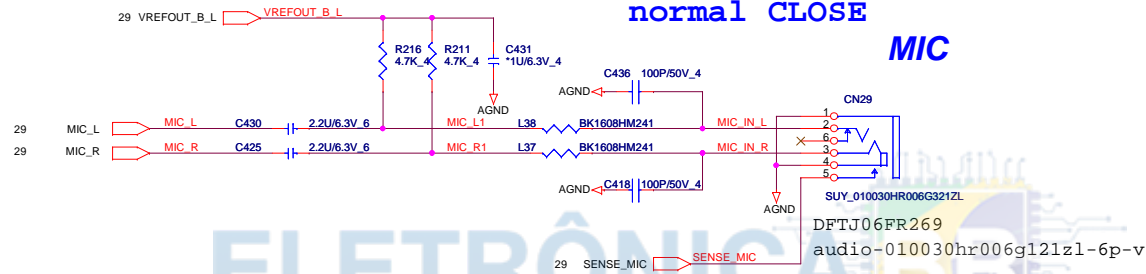 normal CLOSE
29 VREFOUT_B_L VREFOUT_B_L
MIC
R216 R211 C431
4.7K_4 4.7K_4 *1U/6.3V_4
C436 100P/50V_4
AGND
AGND
CN29
29 MIC_L MIC_L C430 2.2U/6.3V_6 MIC_L1 L38 BK1608HM241 MIC_IN_L
1
2
6
29 MIC_R MIC_R C425 2.2U/6.3V_6 MIC_R1 L37 BK1608HM241 MIC_IN_R
3
4
5
AGND C418 100P/50V_4
SUY_010030HR006G321ZL
AGND
DFTJ06FR269
audio-010030hr006g121zl-6p-v
29 SENSE_MIC SENSE_MIC
ELETRÔNICA